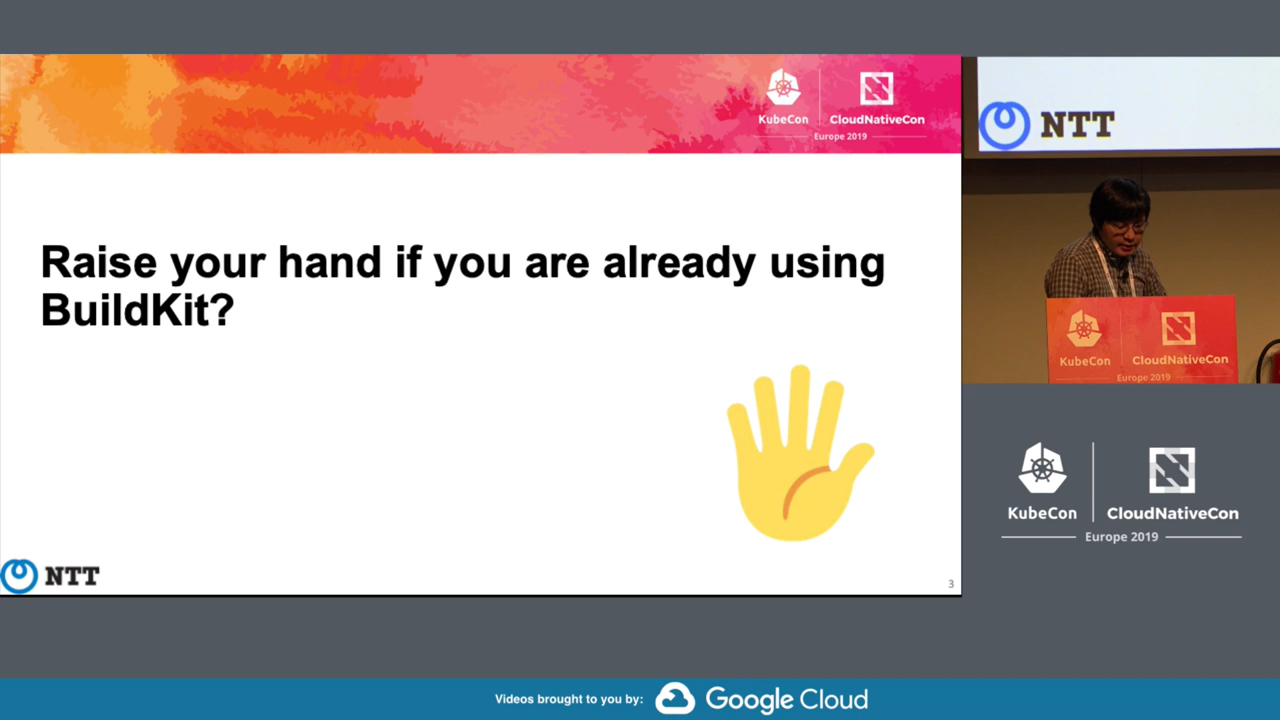 KubeCon
CloudNativeCon
Europe 2019
Raise your hand if you are already using
BuildKit?
NTT
3
NTT
KubeCon
CloudNativeCon
Europe 2019
KubeCon
CloudNativeCon
Europe 2019
Videos brought to you by:
Google Cloud